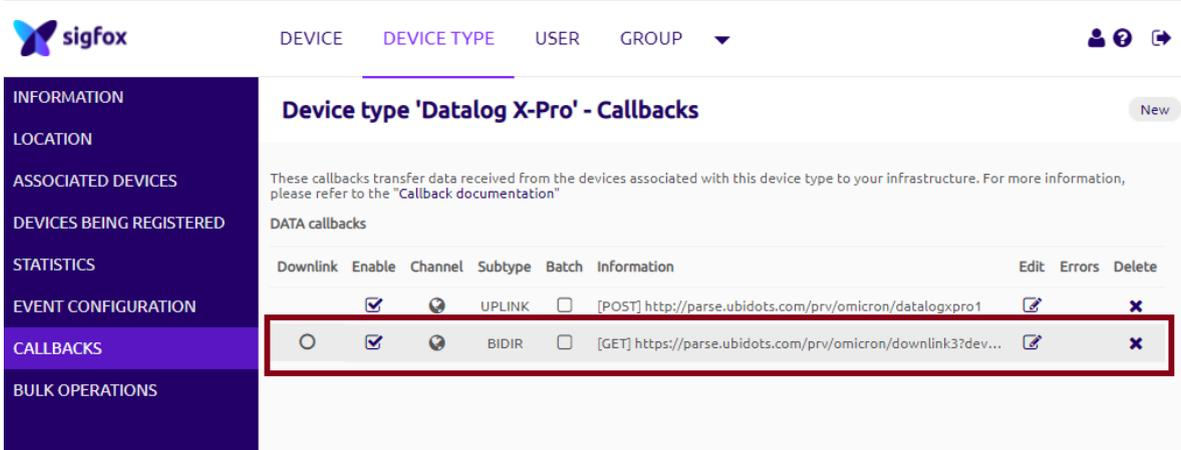 sigfox
DEVICE DEVICE TYPE USER GROUP
INFORMATION
LOCATION
ASSOCIATED DEVICES
DEVICES BEING REGISTERED
STATISTICS
EVENT CONFIGURATION
CALLBACKS
BULK OPERATIONS
Device type 'Datalog X-Pro' - Callbacks
New
These callbacks transfer data received from the devices associated with this device type to your infrastructure. For more information,
please refer to the "Callback documentation"
DATA callbacks
Downlink Enable Channel Subtype Batch Information Edit Errors Delete
UPLINK [POST] http://parse.ubidots.com/prv/omicron/datalogxpro1
BIDIR [GET] https://parse.ubidots.com/prv/omicron/downlink3?dev...